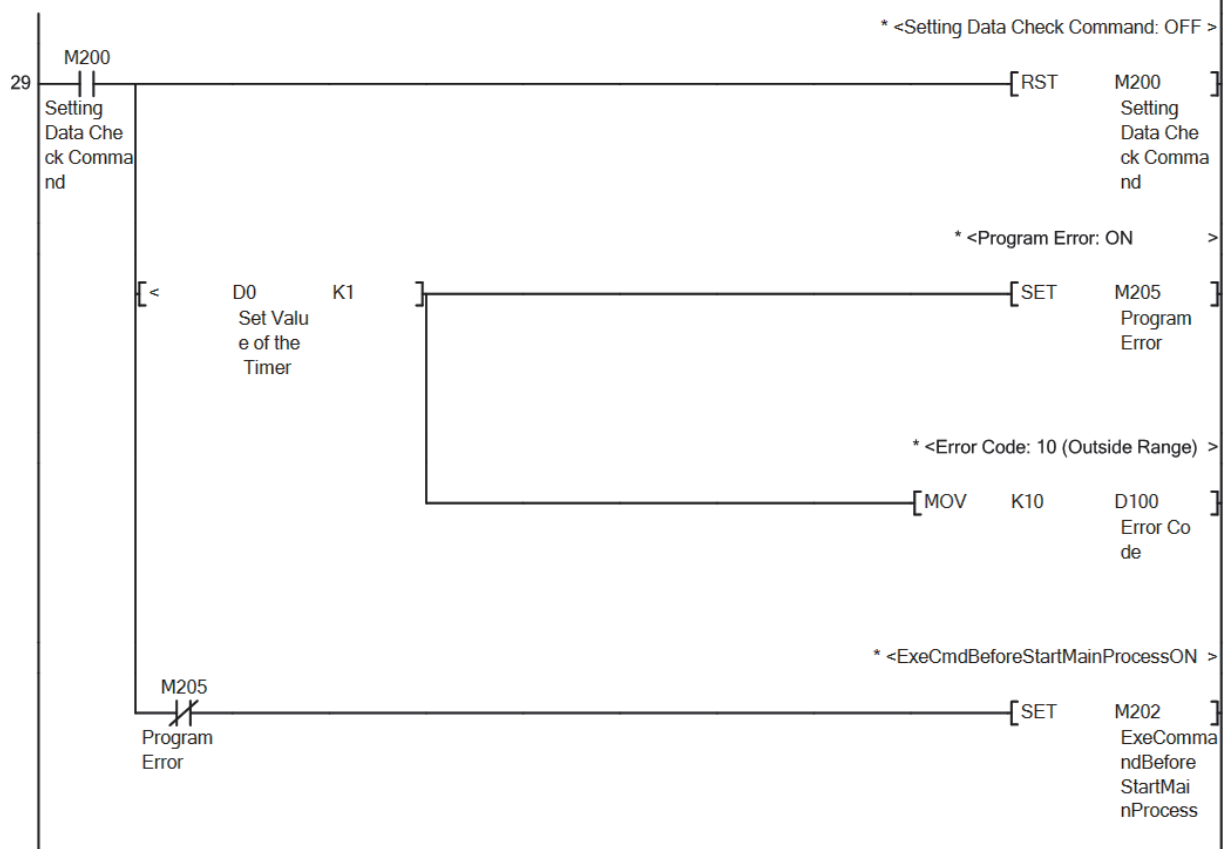 * <Setting Data Check Command: OFF >
M200
29
RST M200
Setting
Data Che
ck Comma
nd
Setting
Data Che
ck Comma
nd
* <Program Error: ON >
< D0 K1
SET M205
Set Valu
e of the
Timer
Program
Error
* <Error Code: 10 (Outside Range) >
MOV K10 D100
Error Co
de
* <ExeCmdBeforeStartMainProcessON >
M205
SET M202
Program
Error
ExeComma
ndBefore
StartMai
nProcess